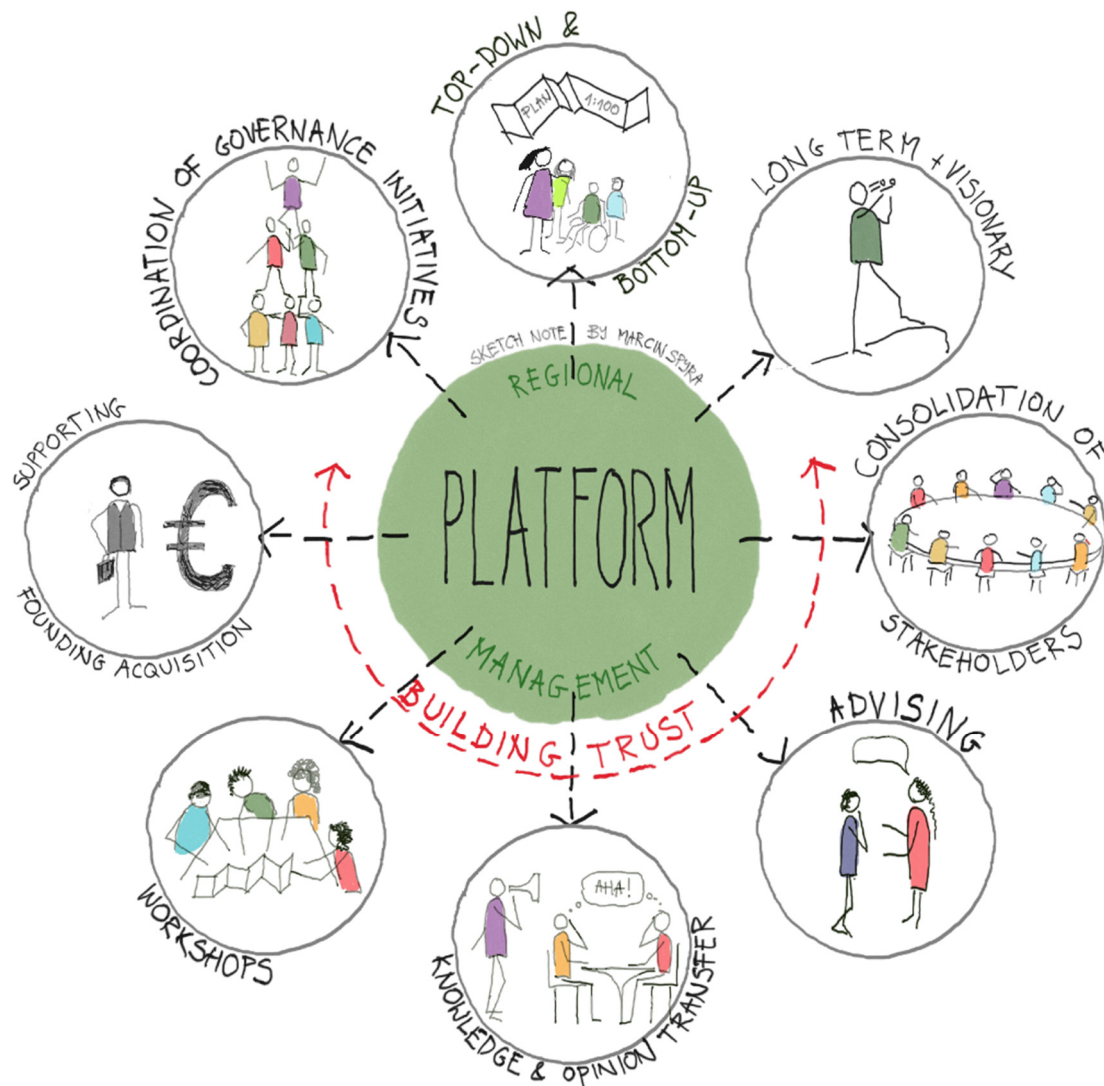 TOP-DOWN &
BOTTOM-UP
PLAN 1:100
LONG TERM + VISIONARY
COORDINATION OF GOVERNANCE INITIATIVES
SKETCH NOTE BY MARCIN SPYRA
REGIONAL
PLATFORM
MANAGEMENT
BUILDING TRUST
CONSOLIDATION OF
STAKEHOLDERS
SUPPORTING
FOUNDING ACQUISITION
€
ADVISING
WORKSHOPS
AHA!
KNOWLEDGE & OPINION TRANSFER